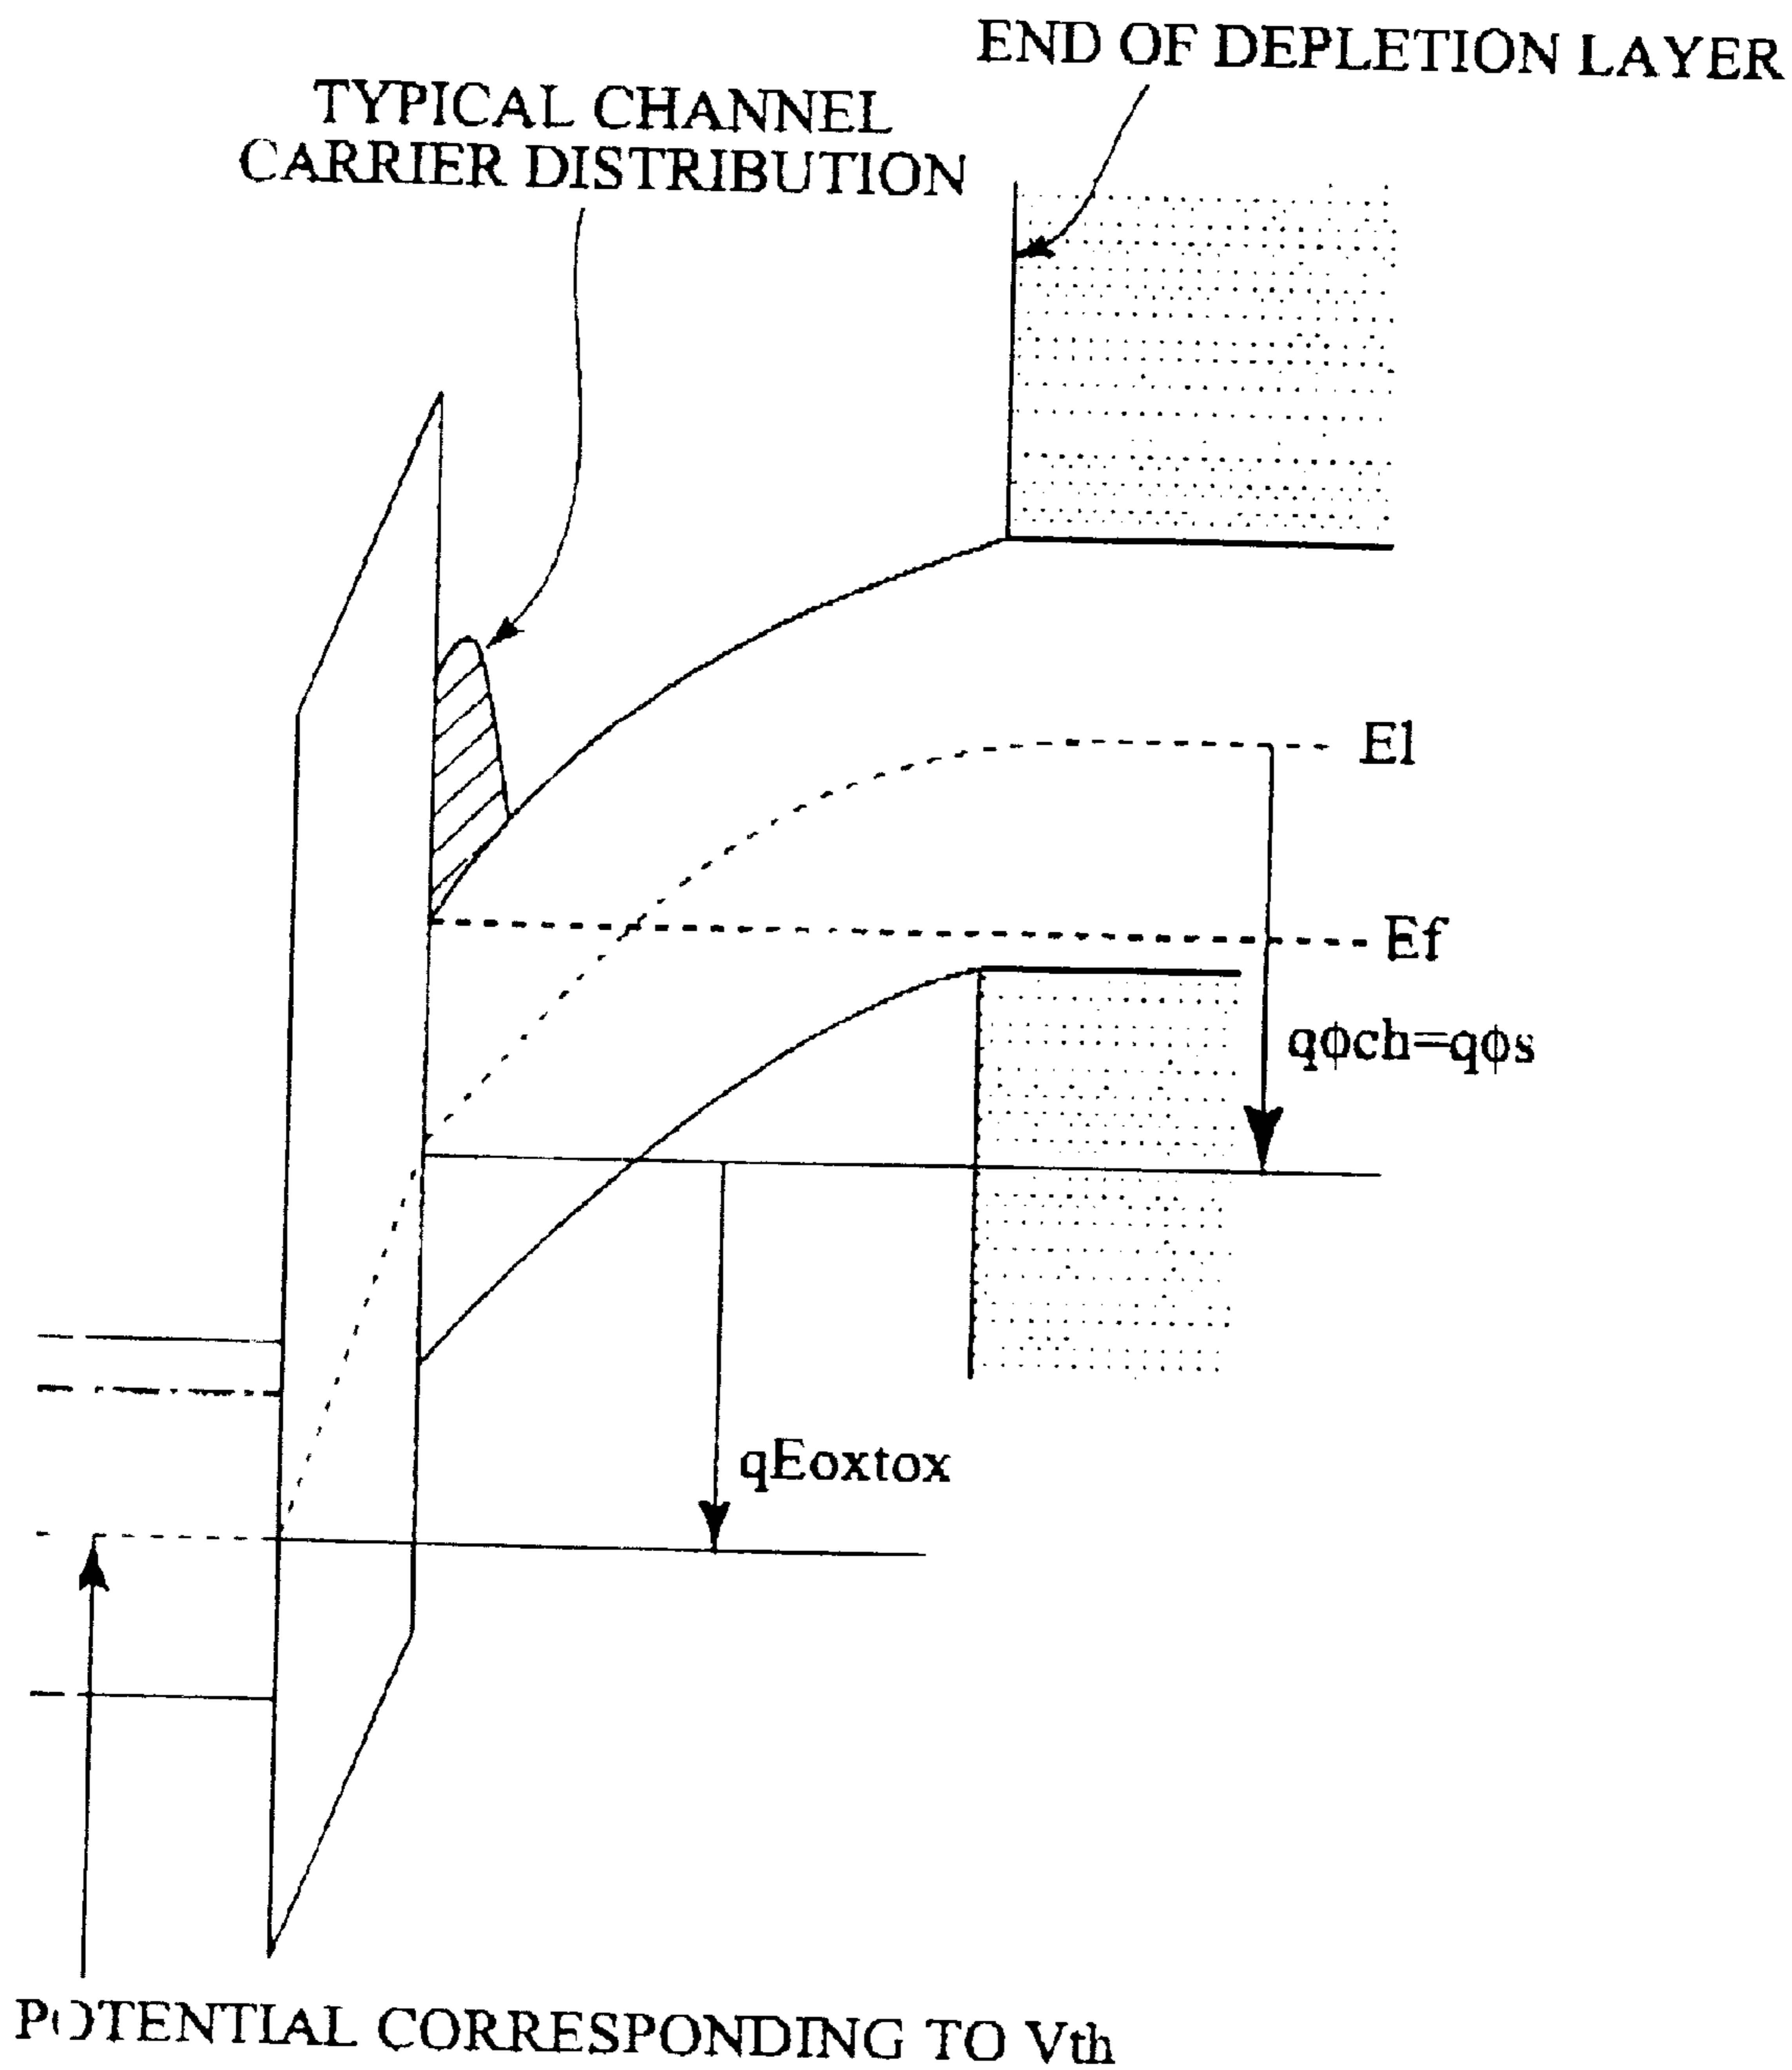 END OF DEPLETION LAYER
TYPICAL CHANNEL
CARRIER DISTRIBUTION
El
Ef
qϕch=qϕs
qEoxtox
POTENTIAL CORRESPONDING TO Vth